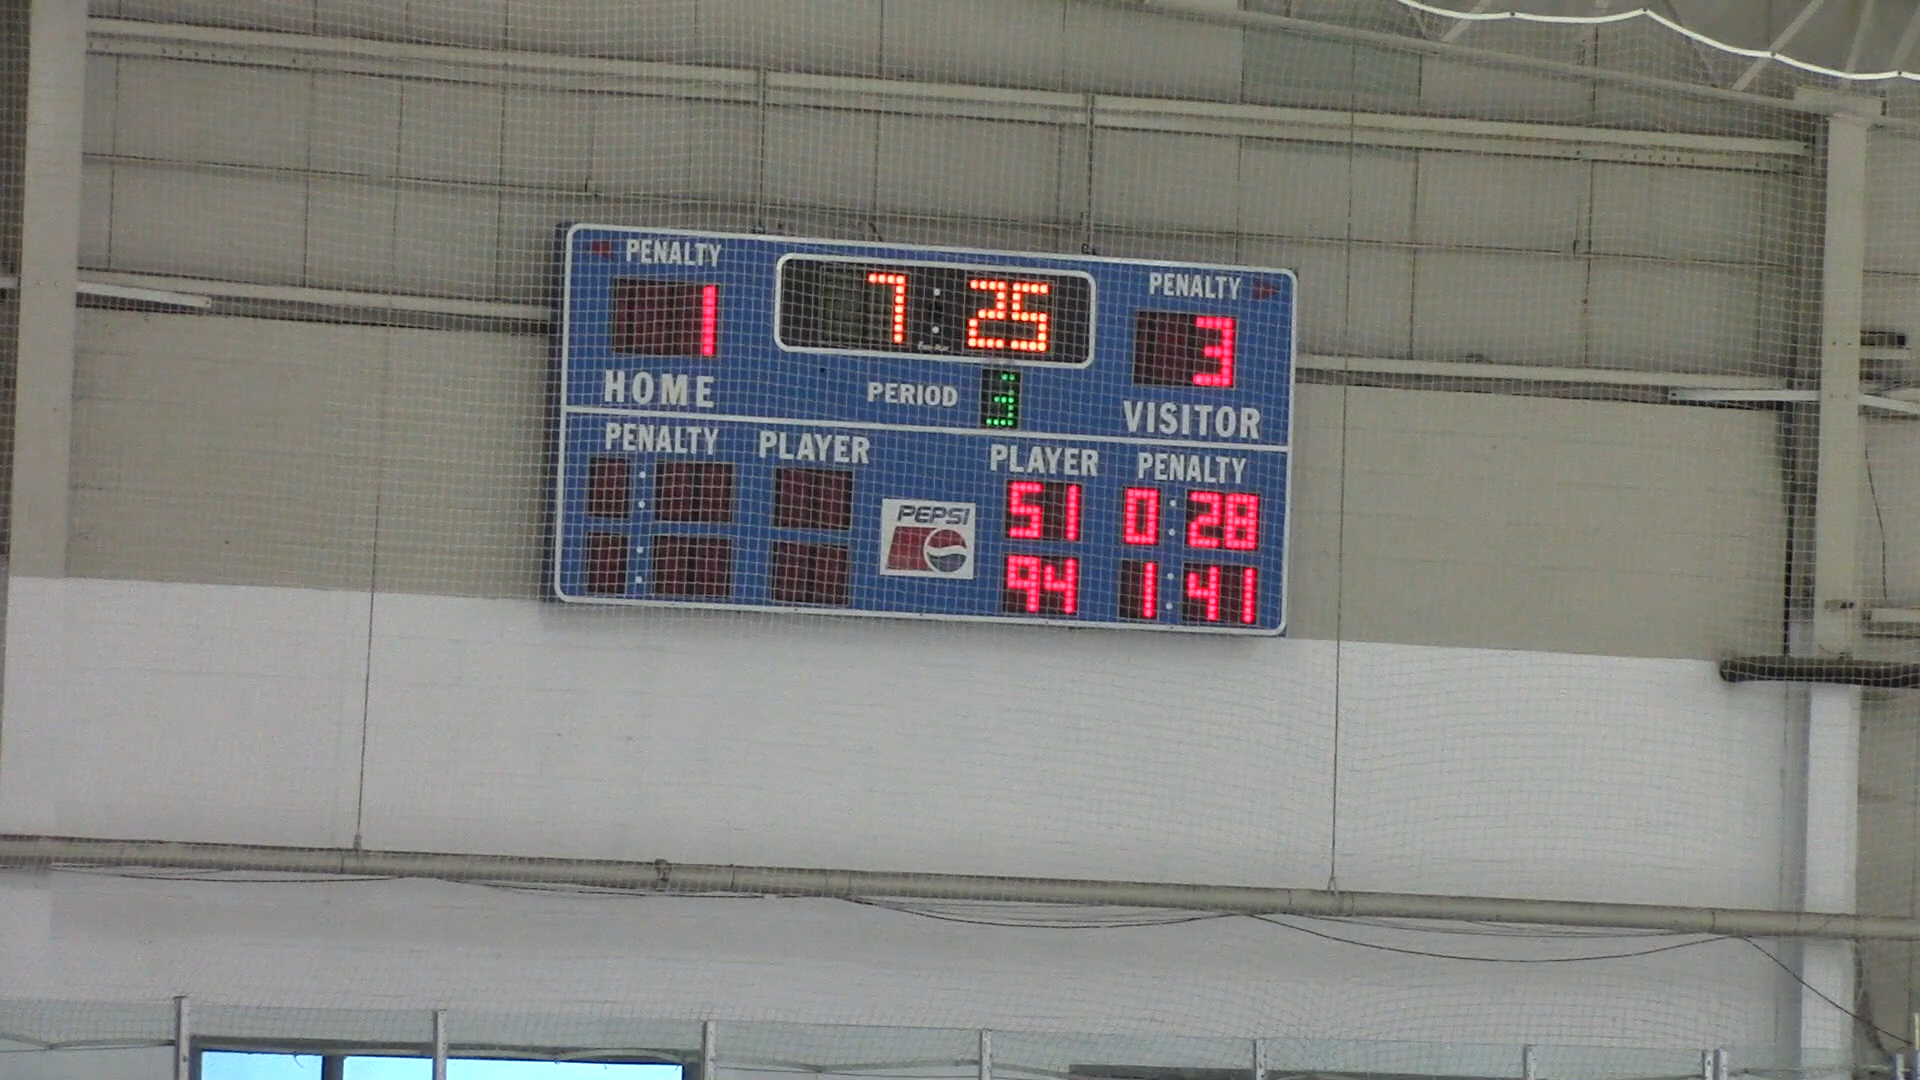 PENALTY
7:25
PENALTY
1
3
HOME
PERIOD 3
VISITOR
PENALTY PLAYER
PLAYER PENALTY
51 0:28
PEPSI
94 1:41